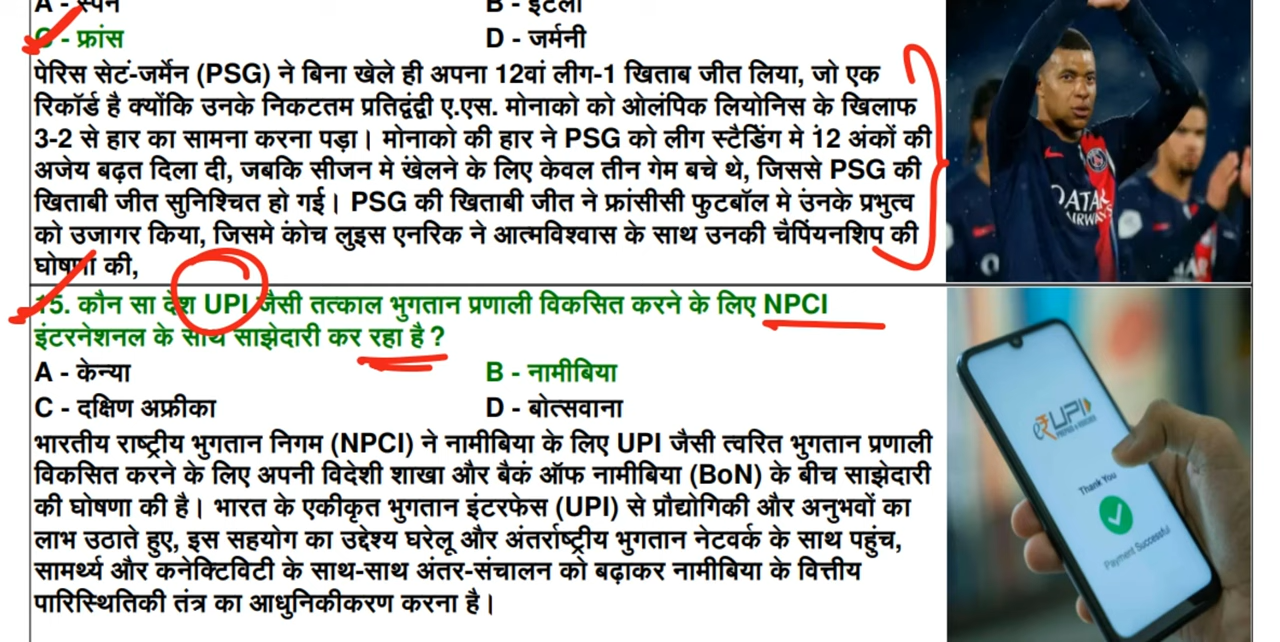 A - स्पेन B - इटली
C - फ्रांस D - जर्मनी
पेरिस सेटं-जर्मेन (PSG) ने बिना खेले ही अपना 12वां लीग-1 खिताब जीत लिया, जो एक
रिकॉर्ड है क्योंकि उनके निकटतम प्रतिद्वंद्वी ए.एस. मोनाको को ओलंपिक लियोनिस के खिलाफ
3-2 से हार का सामना करना पड़ा। मोनाको की हार ने PSG को लीग स्टैडिंग मे 12 अंकों की
अजेय बढ़त दिला दी, जबकि सीजन मे खेलने के लिए केवल तीन गेम बचे थे, जिससे PSG की
खिताबी जीत सुनिश्चित हो गई। PSG की खिताबी जीत ने फ्रांसीसी फुटबॉल मे उनके प्रभुत्व
को उजागर किया, जिसमे कोच लुइस एनरिक ने आत्मविश्वास के साथ उनकी चैपिंयनशिप की
घोषणा की,
QATAR
AIRWAYS
15. कौन सा देश UPI जैसी तत्काल भुगतान प्रणाली विकसित करने के लिए NPCI
इंटरनेशनल के साथ साझेदारी कर रहा है ?
A - केन्या B - नामीबिया
C - दक्षिण अफ्रीका D - बोत्सवाना
भारतीय राष्ट्रीय भुगतान निगम (NPCI) ने नामीबिया के लिए UPI जैसी त्वरित भुगतान प्रणाली
विकसित करने के लिए अपनी विदेशी शाखा और बैकं ऑफ नामीबिया (BoN) के बीच साझेदारी
की घोषणा की है। भारत के एकीकृत भुगतान इंटरफेस (UPI) से प्रौद्योगिकी और अनुभवों का
लाभ उठाते हुए, इस सहयोग का उद्देश्य घरेलू और अंतर्राष्ट्रीय भुगतान नेटवर्क के साथ पहुंच,
सामर्थ्य और कनेक्टिविटी के साथ-साथ अंतर-संचालन को बढ़ाकर नामीबिया के वित्तीय
पारिस्थितिकी तंत्र का आधुनिकीकरण करना है।
UPI
Thank You
Payment Successful